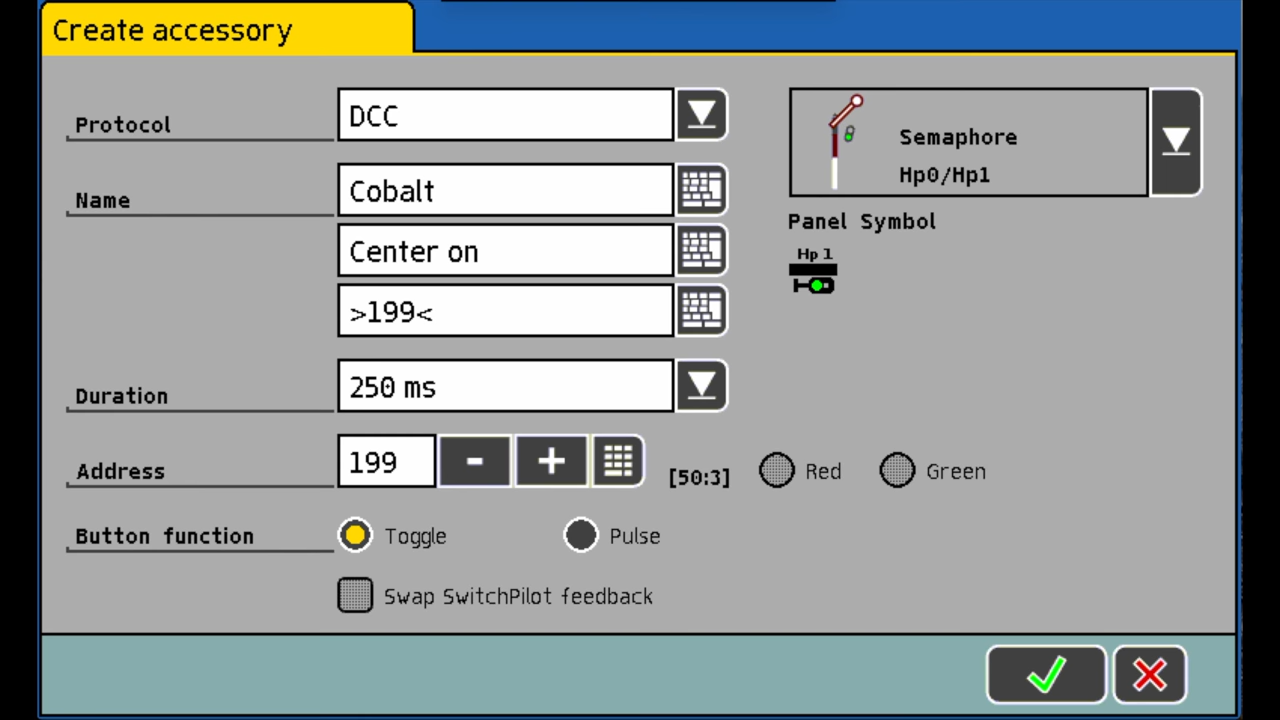 Create accessory
Protocol
DCC
Name
Cobalt
Center on
>199<
Duration
250 ms
Address
199
-
+
[50:3]
Red
Green
Button function
Toggle
Pulse
Swap SwitchPilot feedback
Semaphore
Hp0/Hp1
Panel Symbol
Hp 1